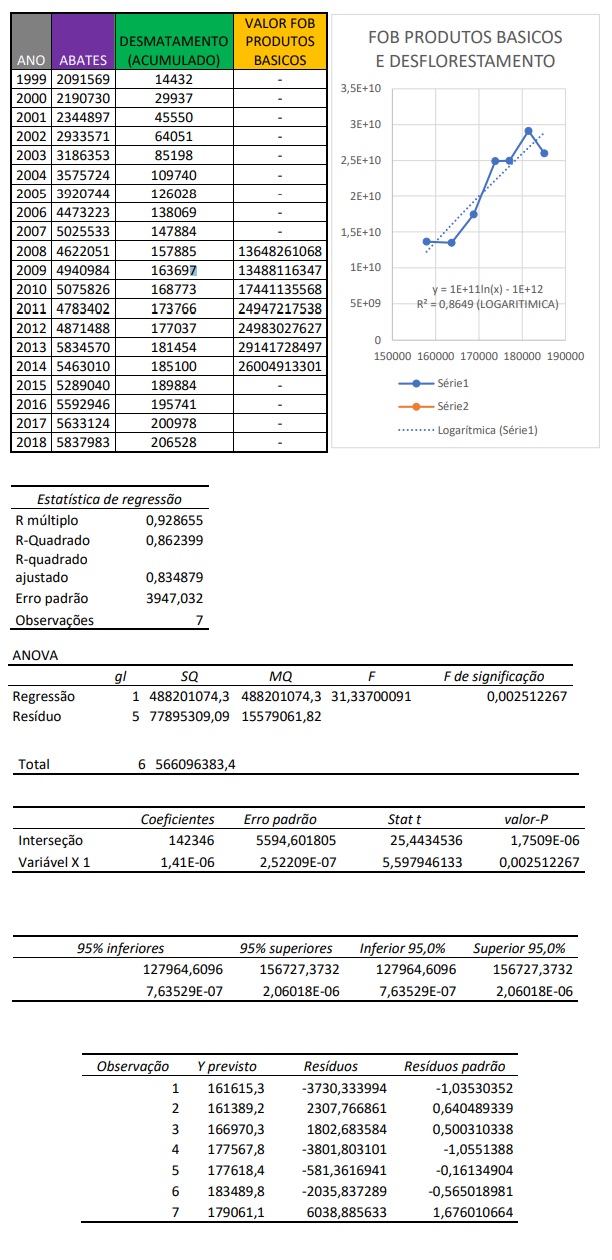 ANO ABATES DESMATAMENTO (ACUMULADO) VALOR FOB PRODUTOS BASICOS
1999 2091569 14432 -
2000 2190730 29937 -
2001 2344897 45550 -
2002 2933571 64051 -
2003 3186353 85198 -
2004 3575724 109740 -
2005 3920744 126028 -
2006 4473223 138069 -
2007 5025533 147884 -
2008 4622051 157885 13648261068
2009 4940984 163697 13488116347
2010 5075826 168773 17441135568
2011 4783402 173766 24947217538
2012 4871488 177037 24983027627
2013 5834570 181454 29141728497
2014 5463010 185100 26004913301
2015 5289040 189884 -
2016 5592946 195741 -
2017 5633124 200978 -
2018 5837983 206528 -
FOB PRODUTOS BASICOS
E DESFLORESTAMENTO
3,5E+10
3E+10
2,5E+10
2E+10
1,5E+10
1E+10
5E+09
0
y = 1E+11ln(x) - 1E+12
R² = 0,8649 (LOGARITIMICA)
150000 160000 170000 180000 190000
Série1
Série2
Logarítmica (Série1)
Estatística de regressão
R múltiplo 0,928655
R-Quadrado 0,862399
R-quadrado
ajustado 0,834879
Erro padrão 3947,032
Observações 7
ANOVA
gl SQ MQ F F de significação
Regressão 1 488201074,3 488201074,3 31,33700091 0,002512267
Resíduo 5 77895309,09 15579061,82
Total 6 566096383,4
Coeficientes Erro padrão Stat t valor-P
Interseção 142346 5594,601805 25,4434536 1,7509E-06
Variável X 1 1,41E-06 2,52209E-07 5,597946133 0,002512267
95% inferiores 95% superiores Inferior 95,0% Superior 95,0%
127964,6096 156727,3732 127964,6096 156727,3732
7,63529E-07 2,06018E-06 7,63529E-07 2,06018E-06
Observação Y previsto Resíduos Resíduos padrão
1 161615,3 -3730,333994 -1,03530352
2 161389,2 2307,766861 0,640489339
3 166970,3 1802,683584 0,500310338
4 177567,8 -3801,803101 -1,0551388
5 177618,4 -581,3616941 -0,16134904
6 183489,8 -2035,837289 -0,565018981
7 179061,1 6038,885633 1,676010664